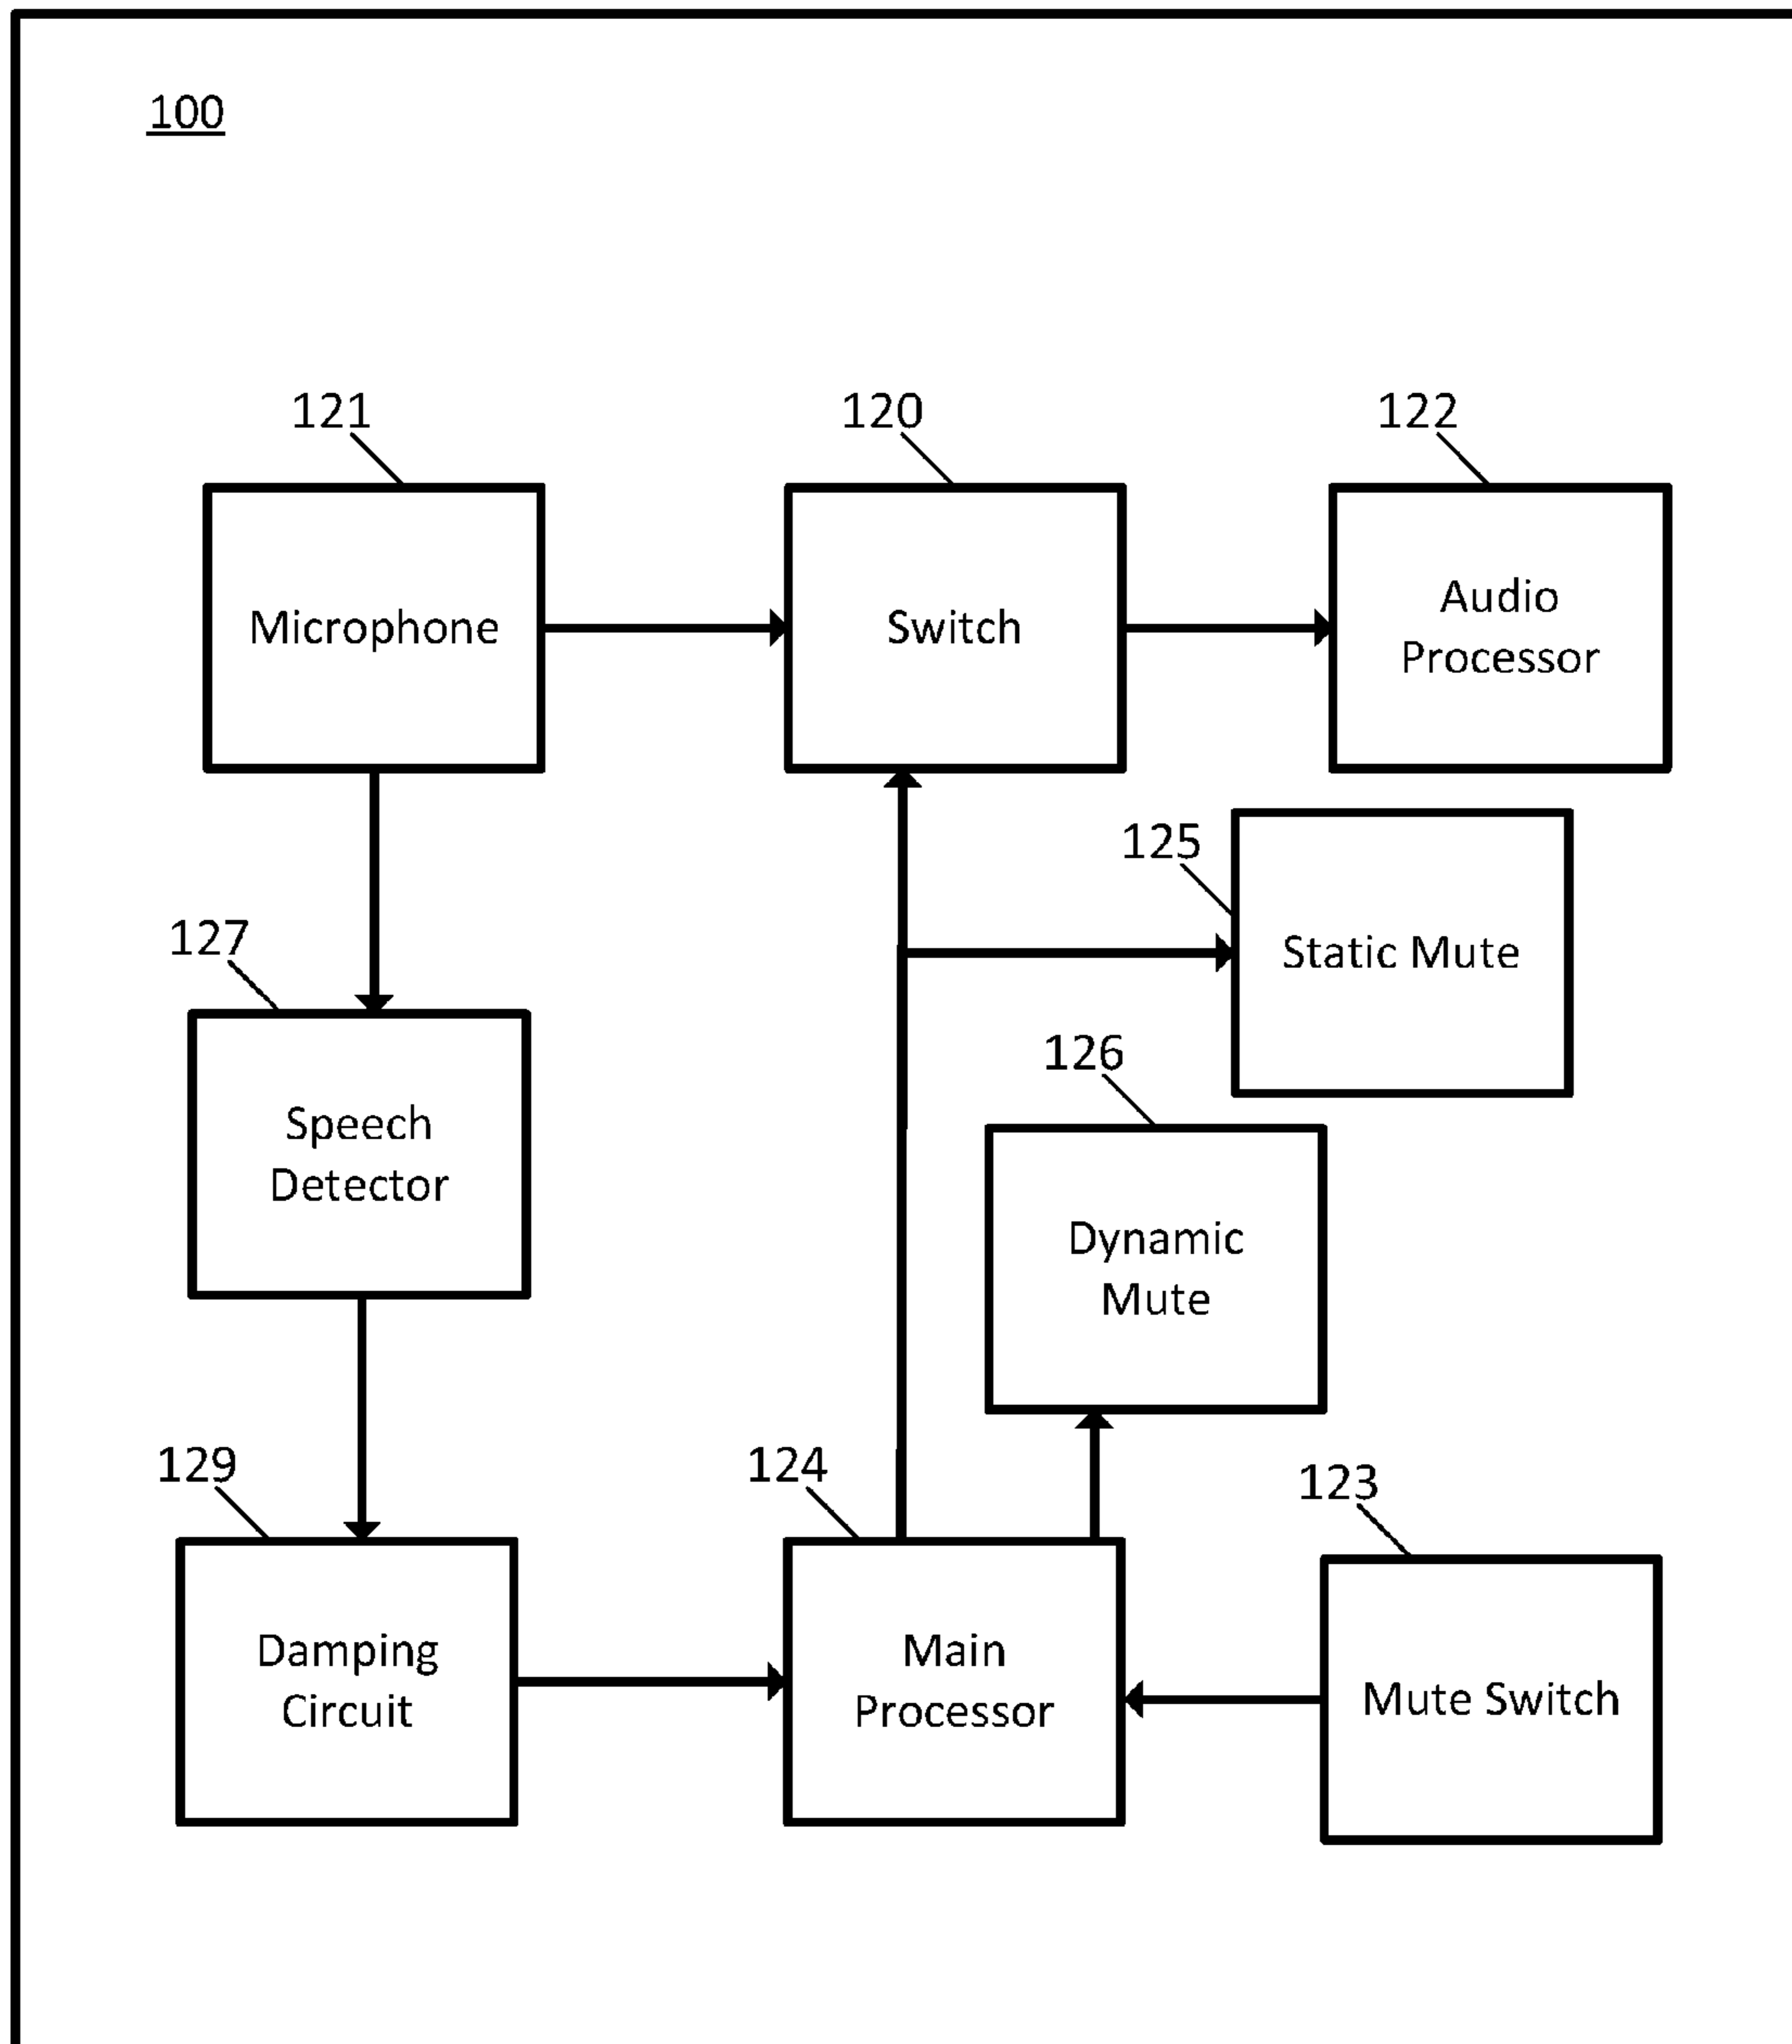 100
121
120
122
Microphone
Switch
Audio
Processor
125
Static Mute
127
Speech
Detector
126
Dynamic
Mute
129
124
123
Damping
Circuit
Main
Processor
Mute Switch